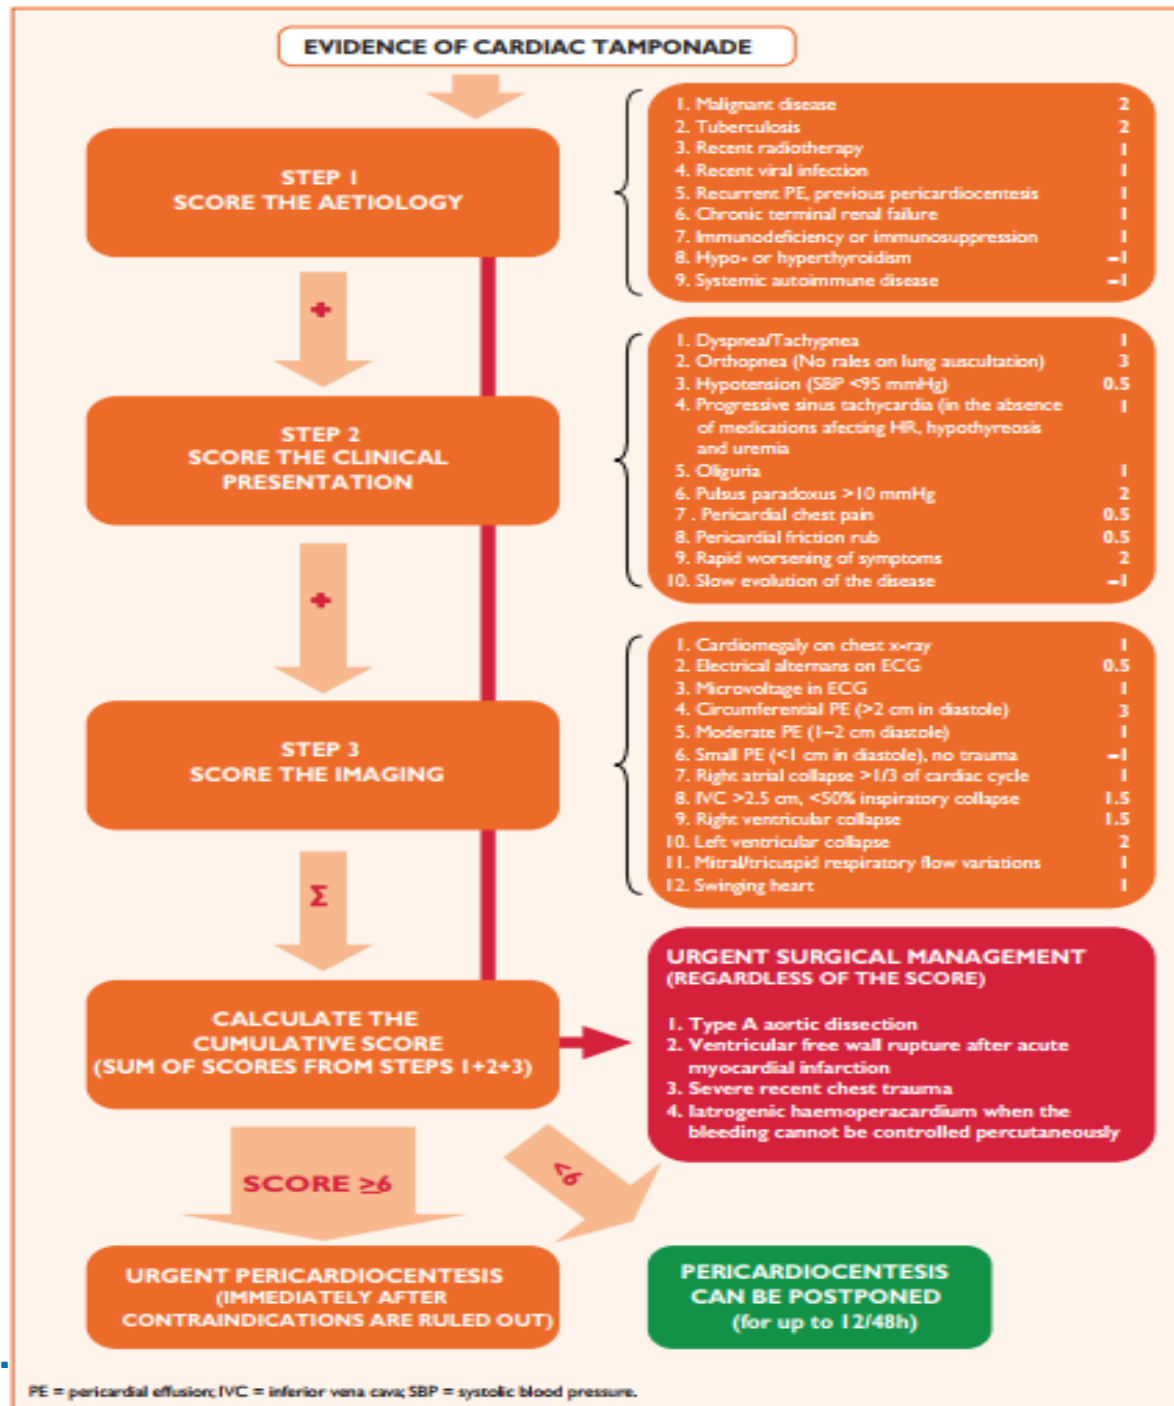 EVIDENCE OF CARDIAC TAMPONADE
STEP 1
SCORE THE AETIOLOGY
1. Malignant disease 2
2. Tuberculosis 2
3. Recent radiotherapy 1
4. Recent viral infection 1
5. Recurrent PE, previous pericardiocentesis 1
6. Chronic terminal renal failure 1
7. Immunodeficiency or immunosuppression 1
8. Hypo- or hyperthyroidism –1
9. Systemic autoimmune disease –1
+
STEP 2
SCORE THE CLINICAL
PRESENTATION
1. Dyspnea/Tachypnea 1
2. Orthopnea (No rales on lung auscultation) 3
3. Hypotension (SBP <95 mmHg) 0.5
4. Progressive sinus tachycardia (in the absence 1
of medications afecting HR, hypothyreosis
and uremia
5. Oliguria 1
6. Pulsus paradoxus >10 mmHg 2
7 . Pericardial chest pain 0.5
8. Pericardial friction rub 0.5
9. Rapid worsening of symptoms 2
10. Slow evolution of the disease –1
+
STEP 3
SCORE THE IMAGING
1. Cardiomegaly on chest x-ray 1
2. Electrical alternans on ECG 0.5
3. Microvoltage in ECG 1
4. Circumferential PE (>2 cm in diastole) 3
5. Moderate PE (1–2 cm diastole) 1
6. Small PE (<1 cm in diastole), no trauma –1
7. Right atrial collapse >1/3 of cardiac cycle 1
8. IVC >2.5 cm, <50% inspiratory collapse 1.5
9. Right ventricular collapse 1.5
10. Left ventricular collapse 2
11. Mitral/tricuspid respiratory flow variations 1
12. Swinging heart 1
Σ
CALCULATE THE
CUMULATIVE SCORE
(SUM OF SCORES FROM STEPS 1+2+3)
URGENT SURGICAL MANAGEMENT
(REGARDLESS OF THE SCORE)
1. Type A aortic dissection
2. Ventricular free wall rupture after acute
myocardial infarction
3. Severe recent chest trauma
4. Iatrogenic haemoperacardium when the
bleeding cannot be controlled percutaneously
SCORE ≥6
<6
URGENT PERICARDIOCENTESIS
(IMMEDIATELY AFTER
CONTRAINDICATIONS ARE RULED OUT)
PERICARDIOCENTESIS
CAN BE POSTPONED
(for up to 12/48h)
PE = pericardial effusion; IVC = inferior vena cava; SBP = systolic blood pressure.